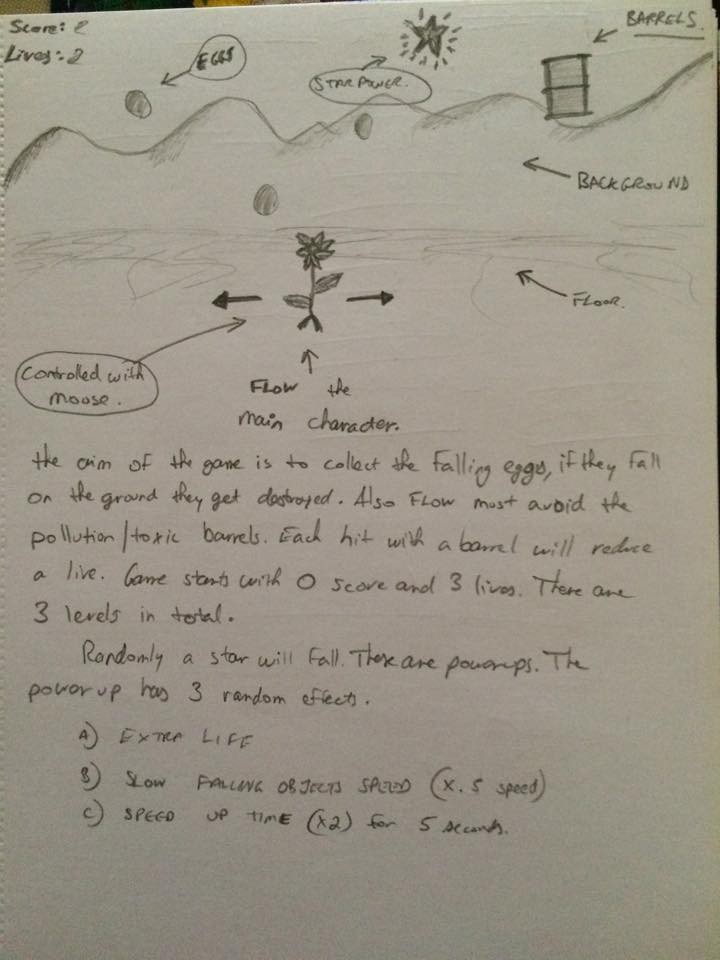 Score: 2
Lives: 2
EGGS
STAR POWER.
BARRELS.
BACKGROUND
FLOOR.
Controlled with
moose.
FLOW the
main character.
the aim of the game is to collect the falling eggs, if they fall
on the ground they get destroyed. Also FLOW must avoid the
pollution/toxic barrels. Each hit with a barrel will reduce
a live. Game starts with 0 score and 3 lives. There are
3 levels in total.
Randomly a star will fall. These are powerups. The
power up has 3 random effects.
A) EXTRA LIFE
B) SLOW FALLING OBJECTS SPEED (x.5 speed)
C) SPEED UP TIME (x2) for 5 seconds.